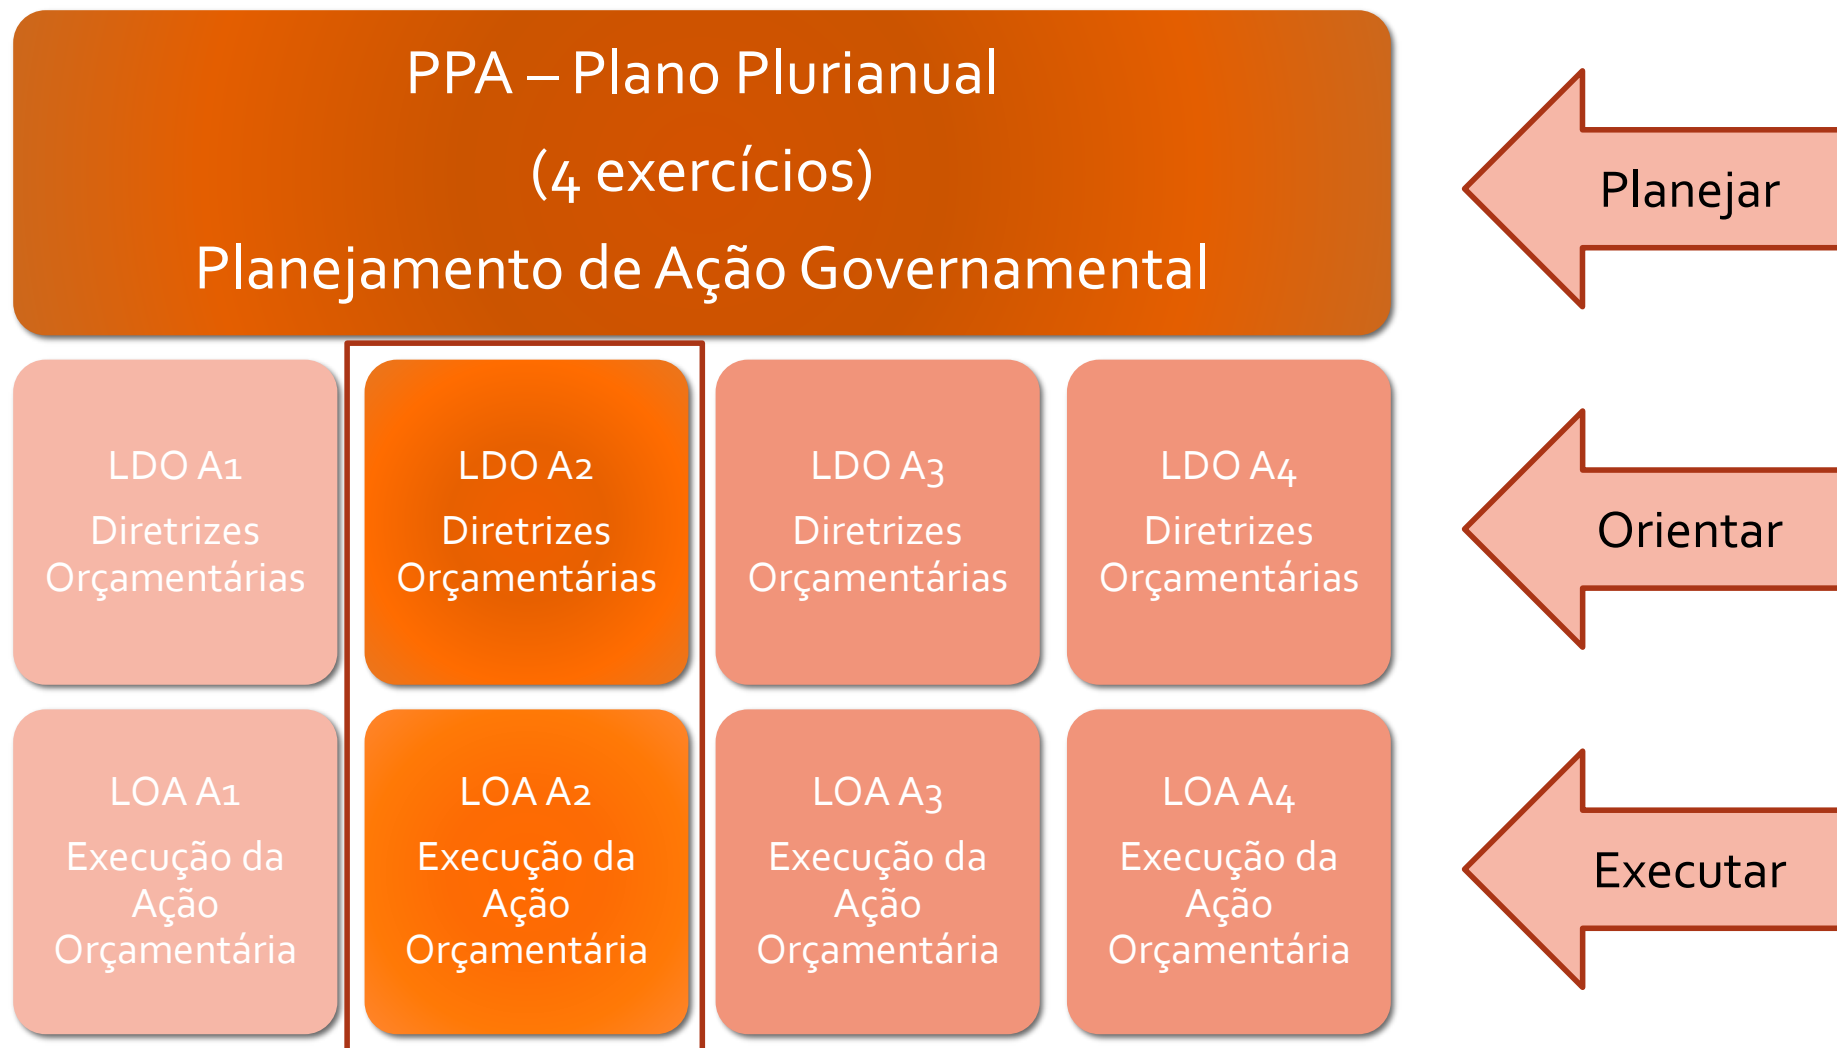 PPA – Plano Plurianual
(4 exercícios)
Planejamento de Ação Governamental
Planejar
LDO A1
Diretrizes
Orçamentárias
LDO A2
Diretrizes
Orçamentárias
LDO A3
Diretrizes
Orçamentárias
LDO A4
Diretrizes
Orçamentárias
Orientar
LOA A1
Execução da
Ação
Orçamentária
LOA A2
Execução da
Ação
Orçamentária
LOA A3
Execução da
Ação
Orçamentária
LOA A4
Execução da
Ação
Orçamentária
Executar